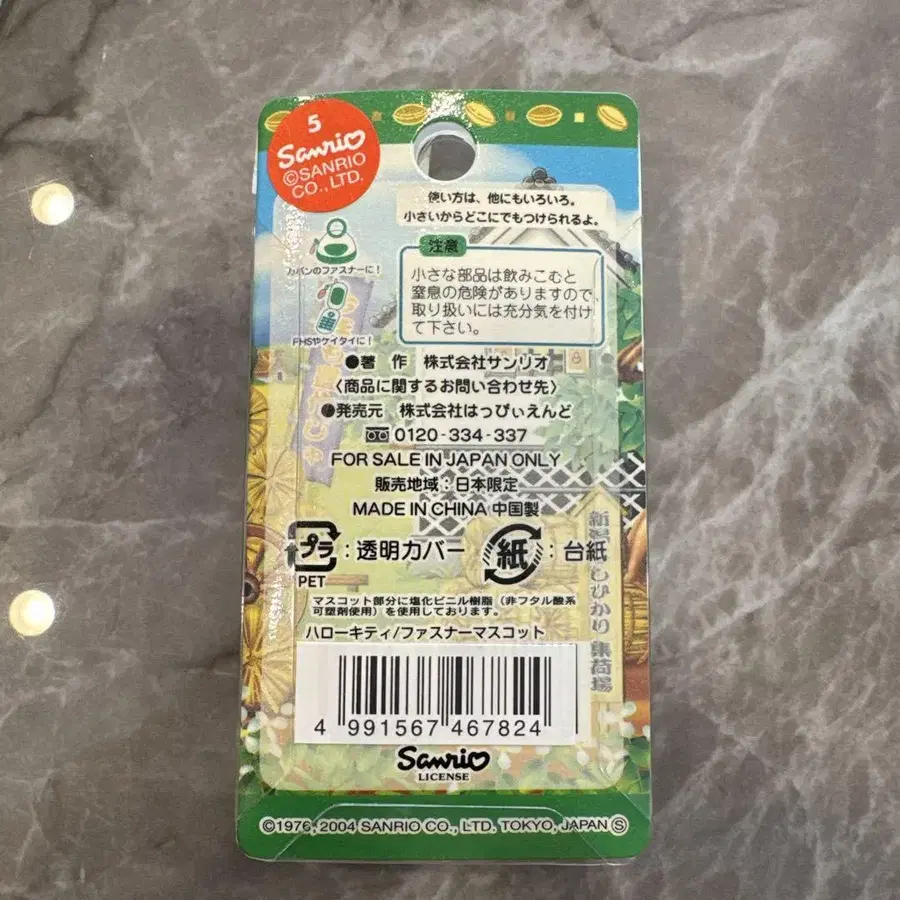 5
Sanrio
©SANRIO
CO., LTD.
使い方は、他にもいろいろ。
小さいからどこにでもつけられるよ。
カバンのファスナーに！
PHSやケイタイに！
注意
小さな部品は飲みこむと
窒息の危険がありますので、
取り扱いには充分気を付け
て下さい。
●著 作 株式会社サンリオ
〈商品に関するお問い合わせ先〉
●発売元 株式会社はっぴぃえんど
0120-334-337
FOR SALE IN JAPAN ONLY
販売地域：日本限定
MADE IN CHINA 中国製
プラ：透明カバー 紙：台紙
PET
マスコット部分に塩化ビニル樹脂（非フタル酸系
可塑剤使用）を使用しております。
ハローキティ/ファスナーマスコット
4 991567 467824
Sanrio
LICENSE
©1976, 2004 SANRIO CO., LTD. TOKYO, JAPAN Ⓢ
ひかり 集荷場